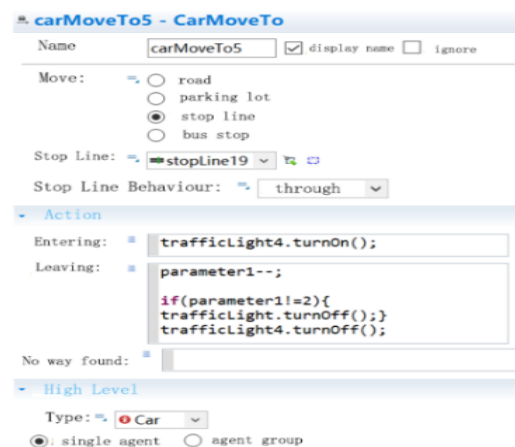 carMoveTo5 - CarMoveTo
Name carMoveTo5 display name ignore
Move: road
parking lot
stop line
bus stop
Stop Line: stopLine19
Stop Line Behaviour: through
Action
Entering: trafficLight4.turnOn();
Leaving: parameter1--;
if(parameter1!=2){
trafficLight.turnOff();}
trafficLight4.turnOff();
No way found:
High Level
Type: Car
single agent agent group